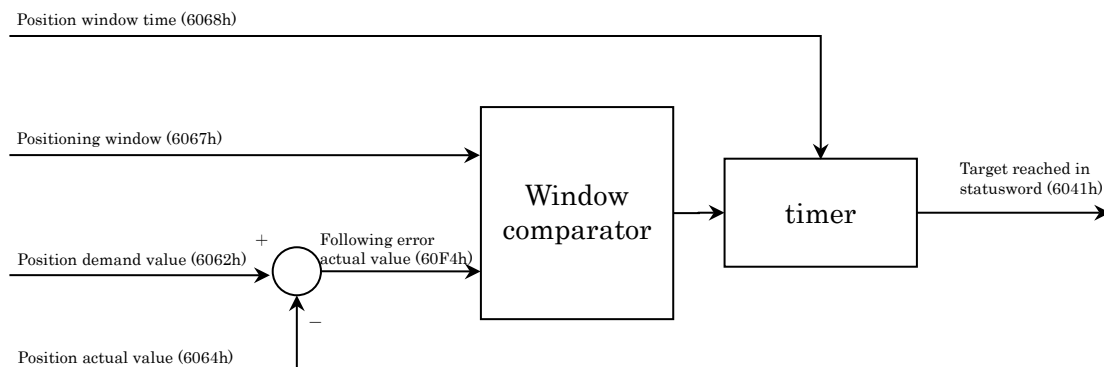 Position window time (6068h)
Positioning window (6067h)
Window
comparator
timer
Target reached in
statusword (6041h)
+
Following error
actual value (60F4h)
Position demand value (6062h)
−
Position actual value (6064h)